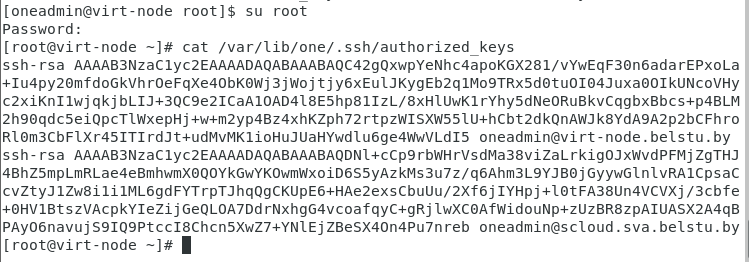 [oneadmin@virt-node root]$ su root
Password:
[root@virt-node ~]# cat /var/lib/one/.ssh/authorized_keys
ssh-rsa AAAAB3NzaC1yc2EAAAADAQABAAABAQC42gQxwpYeNhc4apoKGX281/vYwEqF30n6adarEPxoLa
+Iu4py20mfdoGkVhrOeFqXe4ObK0Wj3jWojtjy6xEulJKygEb2q1Mo9TRx5d0tuOI04Juxa0OIkUNcoVHy
c2xiKnI1wjqkjbLIJ+3QC9e2ICaA1OAD4l8E5hp81IzL/8xHlUwK1rYhy5dNeORuBkvCqgbxBbcs+p4BLM
2h90qdc5eiQpcTlWxepHj+w+m2yp4Bz4xhKZph72rtpzWISXW55lU+hCbt2dkQnAWJk8YdA9A2p2bCFhro
Rl0m3CbFlXr45ITIrdJt+udMvMK1ioHuJUaHYwdlu6ge4WwVLdI5 oneadmin@virt-node.belstu.by
ssh-rsa AAAAB3NzaC1yc2EAAAADAQABAAABAQDNl+cCp9rbWHrVsdMa38viZaLrkigOJxWvdPFMjZgTHJ
4BhZ5mpLmRLae4eBmhwmX0QOYkGwYKOwmWxoiD6S5yAzkMs3u7z/q6Ahm3L9YJB0jGyywGlnlvRA1CpsaC
cvZtyJ1Zw8i1i1ML6gdFYTrpTJhqQgCKUpE6+HAe2exsCbuUu/2Xf6jIYHpj+l0tFA38Un4VCVXj/3cbfe
+0HV1BtszVAcpkYIeZijGeQLOA7DdrNxhgG4vcoafqyC+gRjlwXC0AfWidouNp+zUzBR8zpAIUASX2A4qB
PAyO6navujS9IQ9PtccI8Chcn5XwZ7+YNlEjZBeSX4On4Pu7nreb oneadmin@scloud.sva.belstu.by
[root@virt-node ~]#